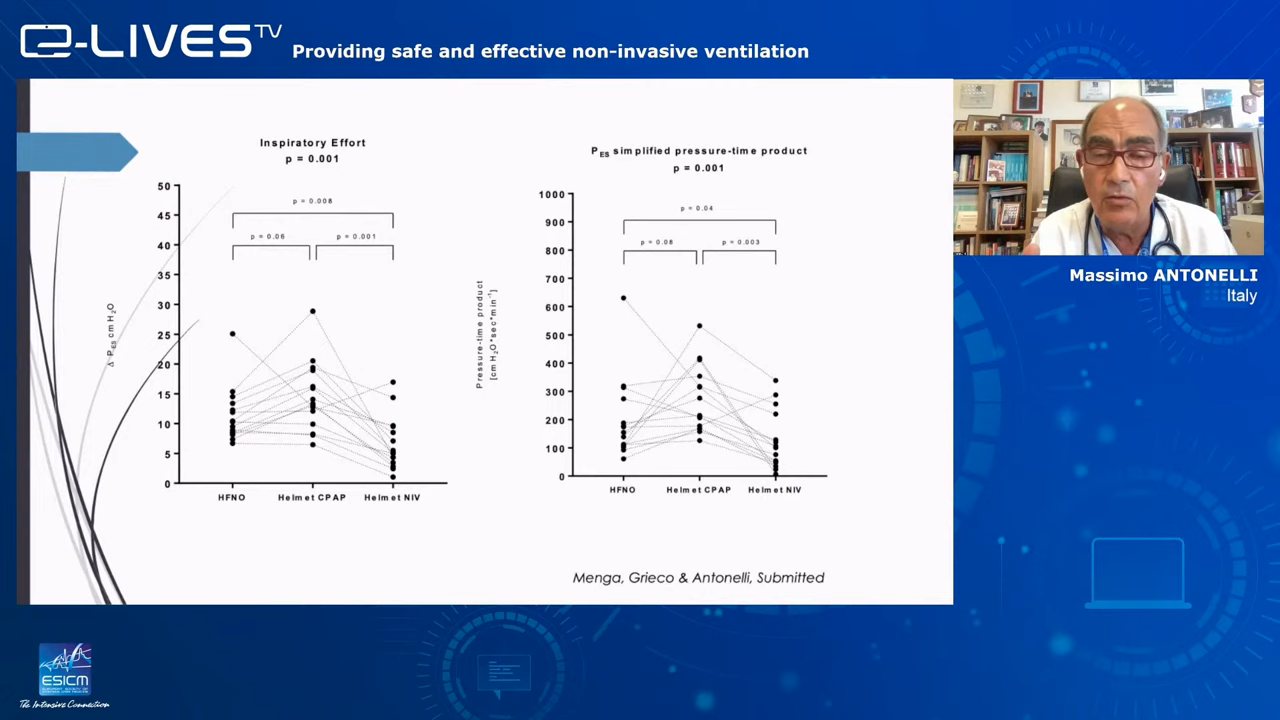 e-LIVES TV
Providing safe and effective non-invasive ventilation
Inspiratory Effort
p = 0.001
50
45
40
35
30
25
20
15
10
5
0
Δ P_ES cmH2O
p = 0.008
p = 0.06
p = 0.001
HFNO
Helmet CPAP
Helmet NIV
P_ES simplified pressure-time product
p = 0.001
1000
900
800
700
600
500
400
300
200
100
0
Pressure-time product
[cmH2O*sec*min⁻¹]
p = 0.04
p = 0.08
p = 0.003
HFNO
Helmet CPAP
Helmet NIV
Menga, Grieco & Antonelli, Submitted
Massimo ANTONELLI
Italy
ESICM
The Intensive Connection